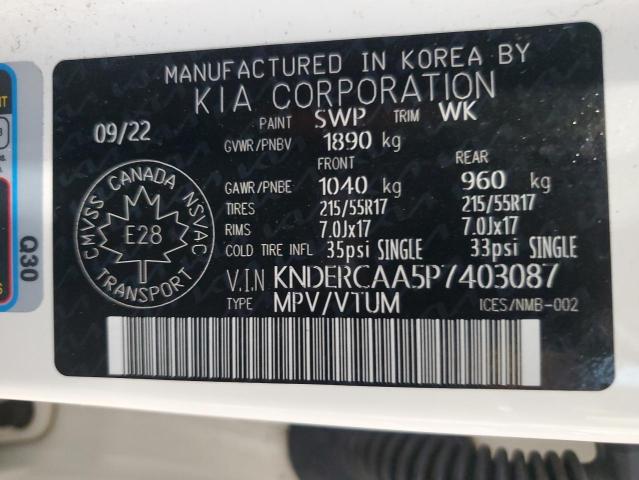 MANUFACTURED IN KOREA BY
KIA CORPORATION
09/22 PAINT SWP TRIM WK
GVWR/PNBV 1890 kg
FRONT REAR
GAWR/PNBE 1040 kg 960 kg
TIRES 215/55R17 215/55R17
RIMS 7.0Jx17 7.0Jx17
COLD TIRE INFL 35psi SINGLE 33psi SINGLE
V.I.N KNDERCAA5P7403087
TYPE MPV/VTUM ICES/NMB-002
CANADA
CMVSS NSVAC
E28
TRANSPORT
Q30